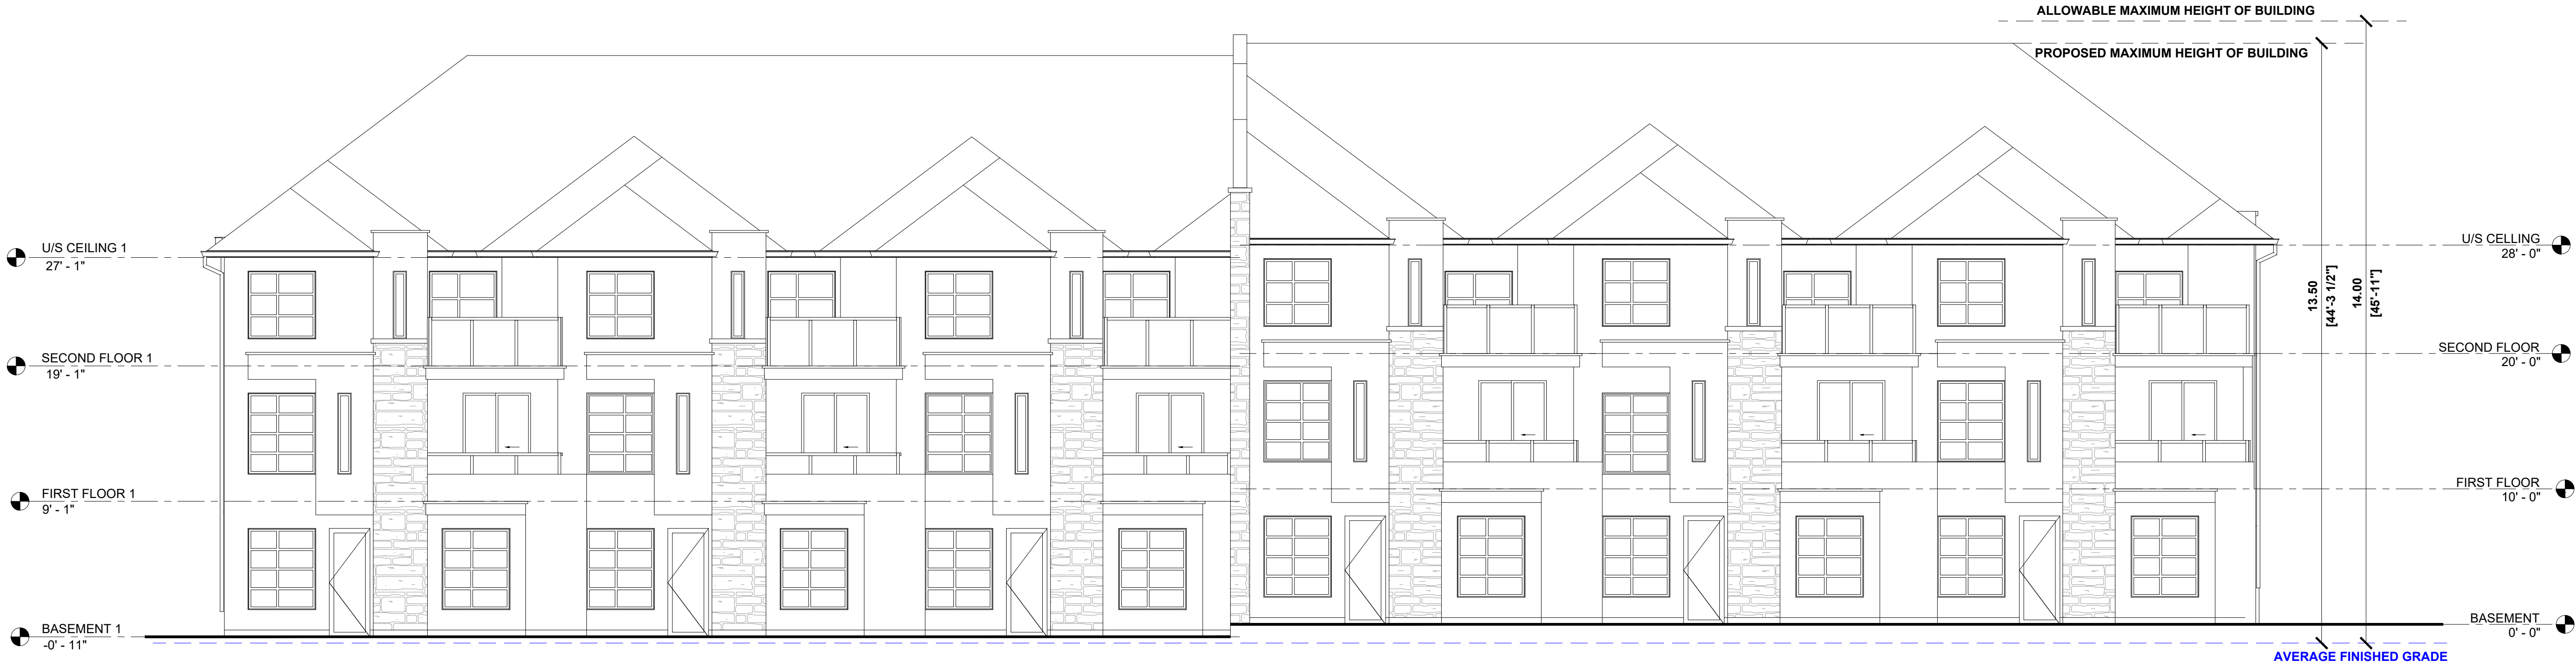 ALLOWABLE MAXIMUM HEIGHT OF BUILDING
PROPOSED MAXIMUM HEIGHT OF BUILDING
U/S CEILING 1
27' - 1"
SECOND FLOOR 1
19' - 1"
FIRST FLOOR 1
9' - 1"
BASEMENT 1
-0' - 11"
U/S CELLING
28' - 0"
13.50
[44'-3 1/2"]
14.00
[45'-11"]
SECOND FLOOR
20' - 0"
FIRST FLOOR
10' - 0"
BASEMENT
0' - 0"
AVERAGE FINISHED GRADE